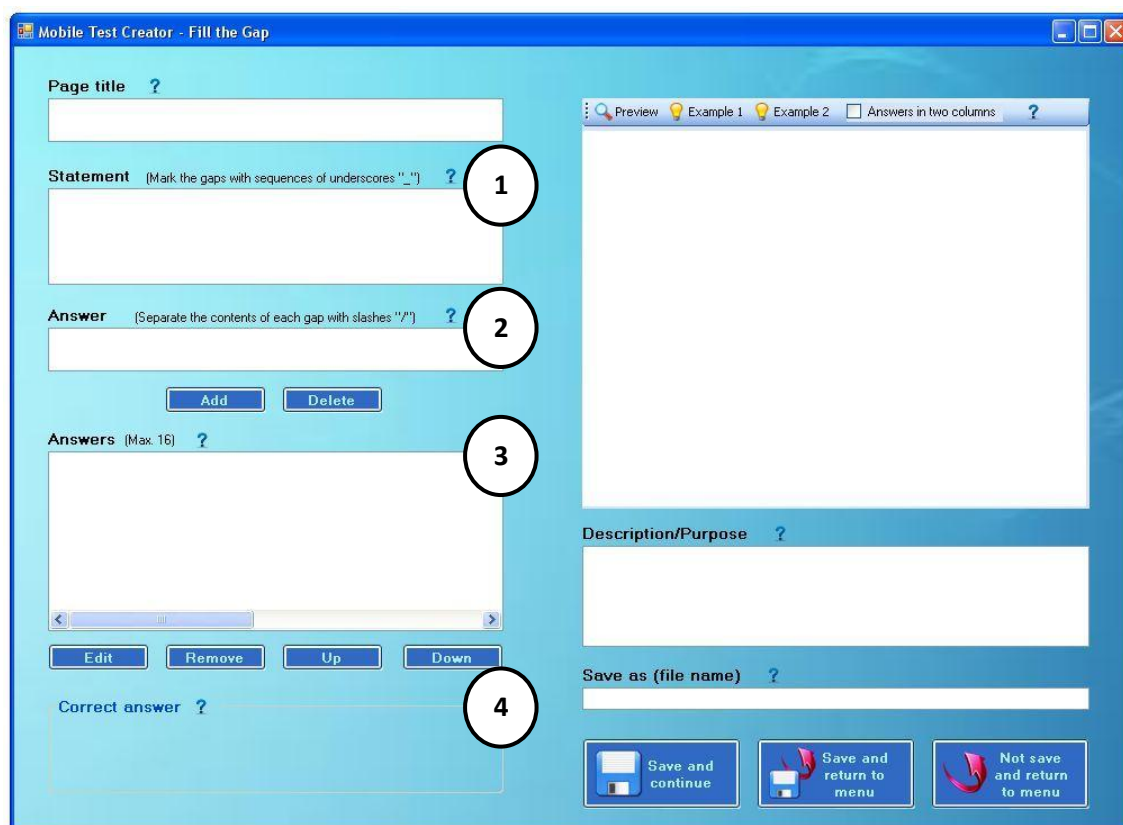 Mobile Test Creator - Fill the Gap
Page title ?
Statement (Mark the gaps with sequences of underscores "_") ?
1
Answer (Separate the contents of each gap with slashes "/") ?
2
Add Delete
Answers (Max. 16) ?
3
Edit Remove Up Down
Correct answer ?
4
Preview Example 1 Example 2 Answers in two columns ?
Description/Purpose ?
Save as (file name) ?
Save and
continue
Save and
return to
menu
Not save
and return
to menu